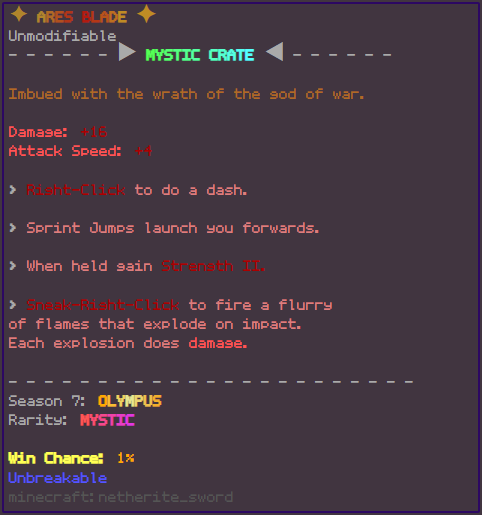 ✦ ARES BLADE ✦
Unmodifiable
- - - - - - ▶ MYSTIC CRATE ◀ - - - - - -
Imbued with the wrath of the god of war.
Damage: +16
Attack Speed: +4
> Right-Click to do a dash.
> Sprint Jumps launch you forwards.
> When held gain Strength II.
> Sneak-Right-Click to fire a flurry
of flames that explode on impact.
Each explosion does damage.
- - - - - - - - - - - - - - - - - - - - - - -
Season 7: OLYMPUS
Rarity: MYSTIC
Win Chance: 1%
Unbreakable
minecraft:netherite_sword